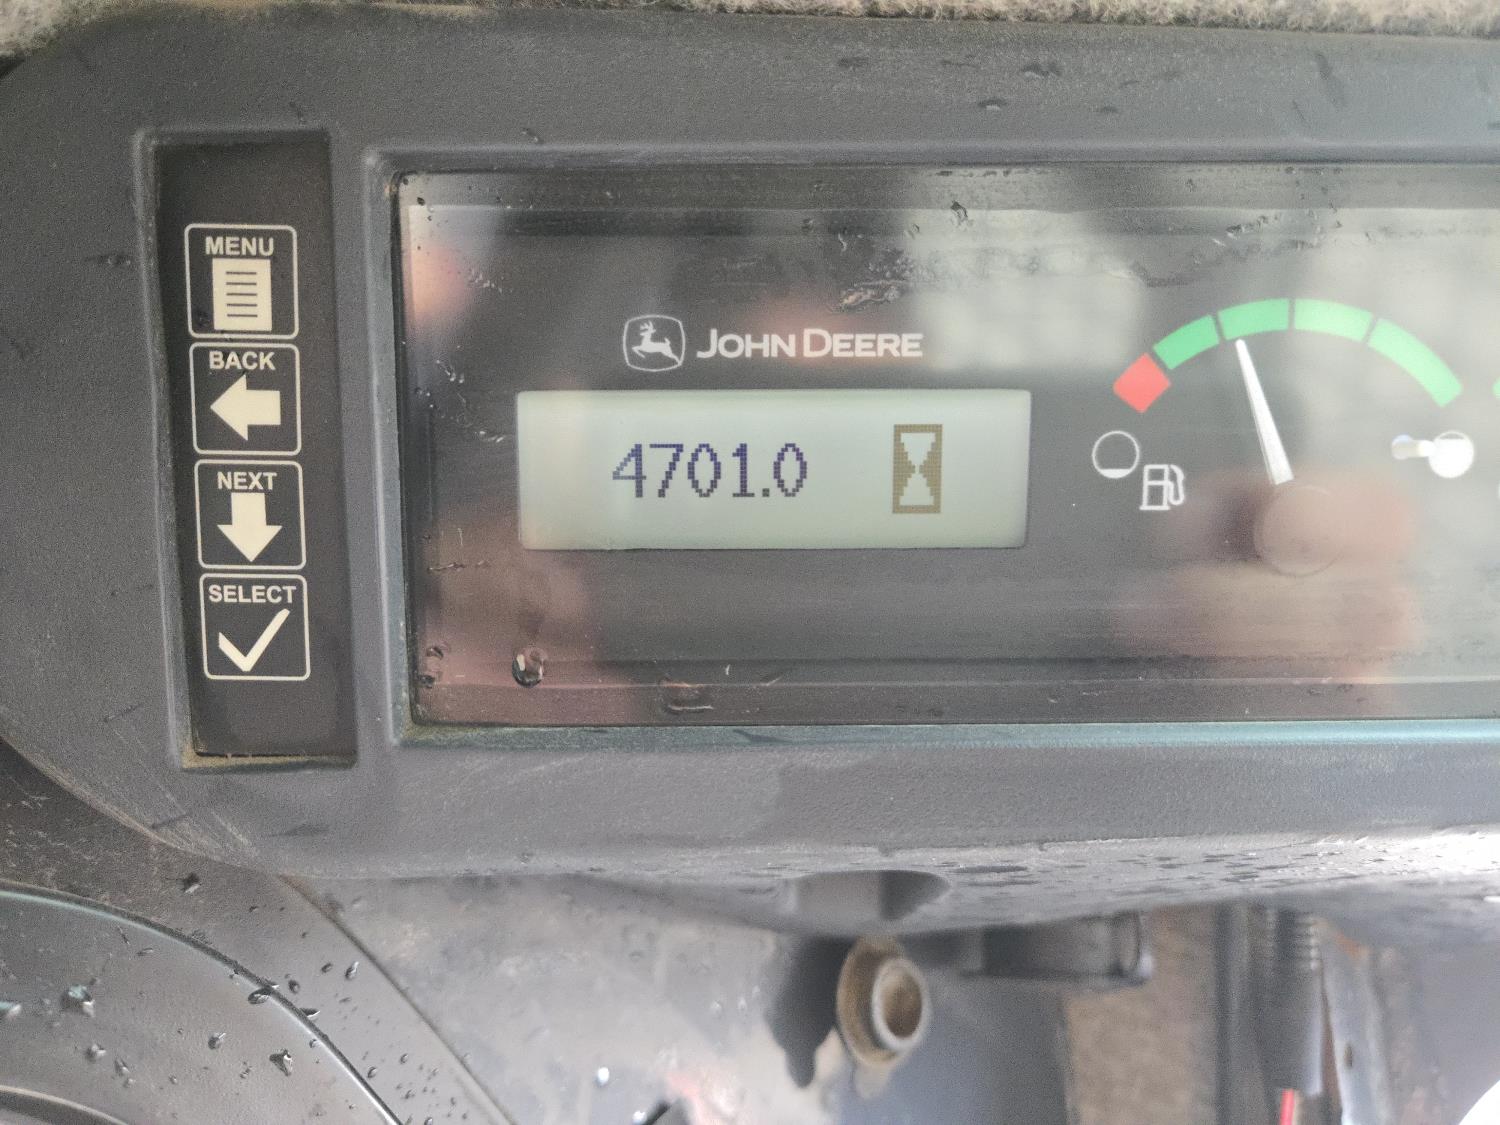 MENU
BACK
NEXT
SELECT
JOHN DEERE
4701.0